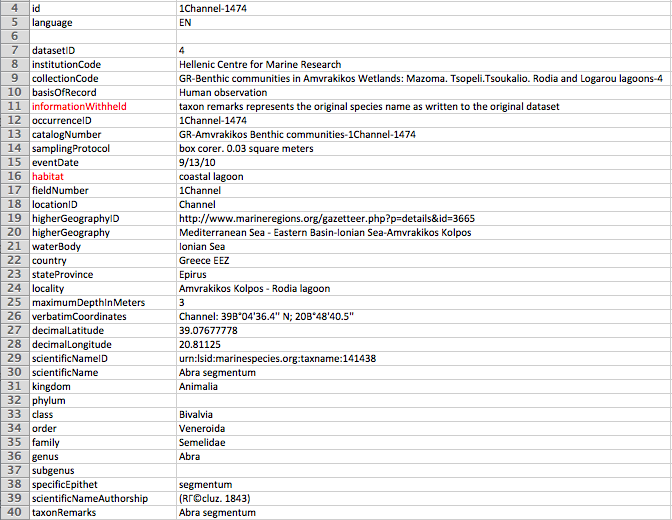 4 id 1Channel-1474
5 language EN
6
7 datasetID 4
8 institutionCode Hellenic Centre for Marine Research
9 collectionCode GR-Benthic communities in Amvrakikos Wetlands: Mazoma. Tsopeli.Tsoukalio. Rodia and Logarou lagoons-4
10 basisOfRecord Human observation
11 informationWithheld taxon remarks represents the original species name as written to the original dataset
12 occurrenceID 1Channel-1474
13 catalogNumber GR-Amvrakikos Benthic communities-1Channel-1474
14 samplingProtocol box corer. 0.03 square meters
15 eventDate 9/13/10
16 habitat coastal lagoon
17 fieldNumber 1Channel
18 locationID Channel
19 higherGeographyID http://www.marineregions.org/gazetteer.php?p=details&id=3665
20 higherGeography Mediterranean Sea - Eastern Basin-Ionian Sea-Amvrakikos Kolpos
21 waterBody Ionian Sea
22 country Greece EEZ
23 stateProvince Epirus
24 locality Amvrakikos Kolpos - Rodia lagoon
25 maximumDepthInMeters 3
26 verbatimCoordinates Channel: 39В°04'36.4'' N; 20В°48'40.5''
27 decimalLatitude 39.07677778
28 decimalLongitude 20.81125
29 scientificNameID urn:lsid:marinespecies.org:taxname:141438
30 scientificName Abra segmentum
31 kingdom Animalia
32 phylum
33 class Bivalvia
34 order Veneroida
35 family Semelidae
36 genus Abra
37 subgenus
38 specificEpithet segmentum
39 scientificNameAuthorship (RГ©cluz. 1843)
40 taxonRemarks Abra segmentum